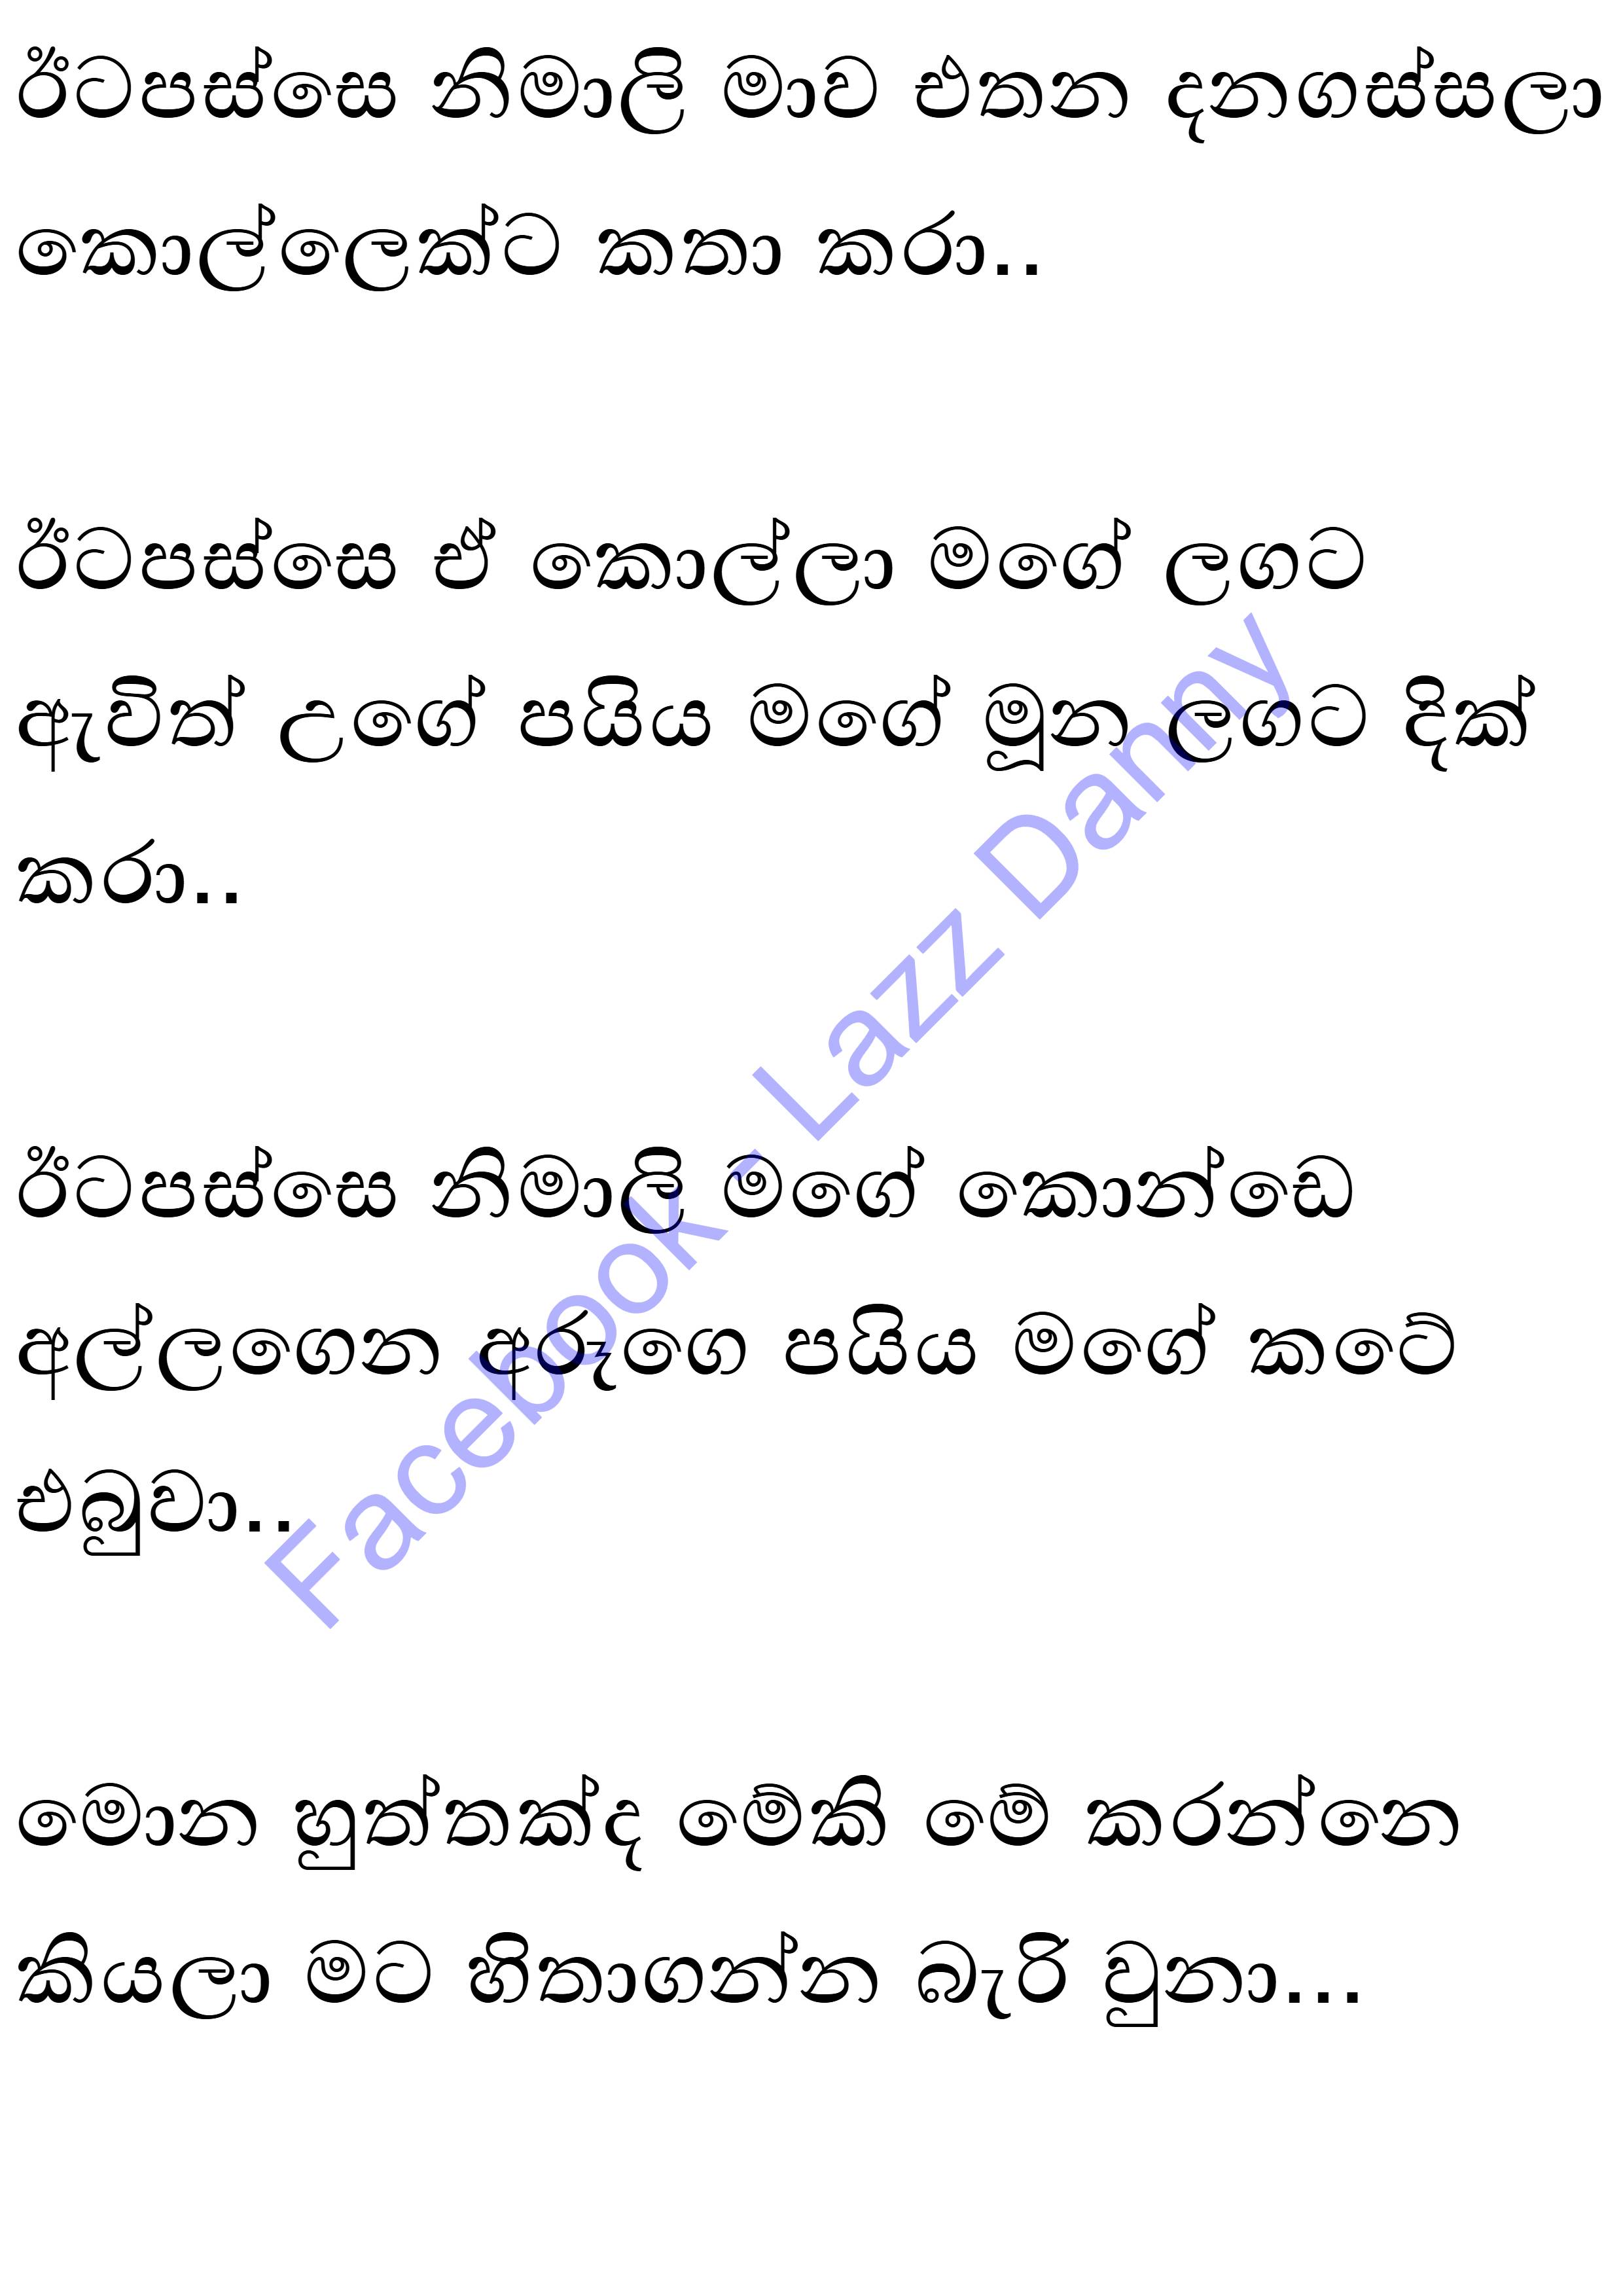 ඊටපස්සෙ නිමාලි මාව එතන දනගස්සලා
කොල්ලෙක්ට කතා කරා..
ඊටපස්සෙ ඒ කොල්ලා මගේ ලගට
ඇවිත් උගේ පයිය මගේ මූන ලගට දික්
කරා..
ඊටපස්සෙ නිමාලි මගේ කොන්ඩෙ
අල්ලගෙන අරූගෙ පයිය මගේ කටේ
එබුවා..
මොන හුත්තක්ද මේකි මේ කරන්නෙ
කියලා මට හිතාගන්න බැරි වුනා...
Facebook - Lazz Danny